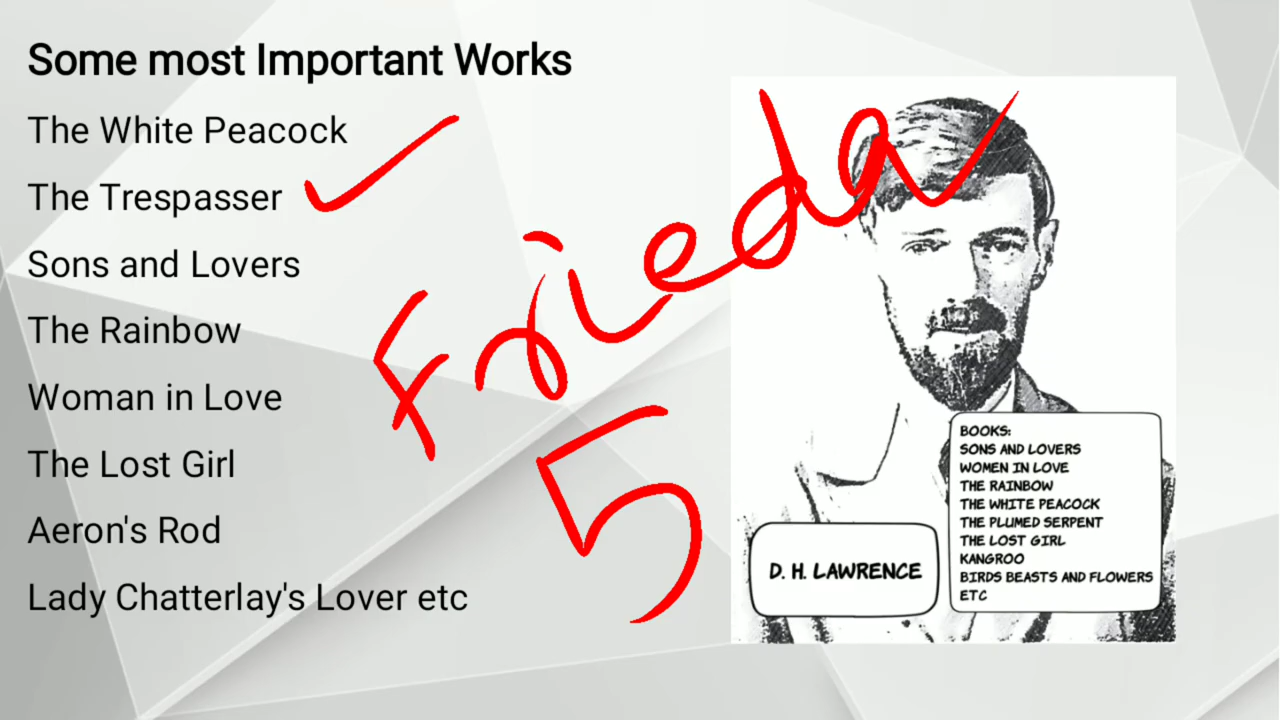 Some most Important Works
The White Peacock
The Trespasser
Sons and Lovers
The Rainbow
Woman in Love
The Lost Girl
Aeron's Rod
Lady Chatterlay's Lover etc
Frieda
5
D. H. LAWRENCE
BOOKS:
SONS AND LOVERS
WOMEN IN LOVE
THE RAINBOW
THE WHITE PEACOCK
THE PLUMED SERPENT
THE LOST GIRL
KANGROO
BIRDS BEASTS AND FLOWERS
ETC